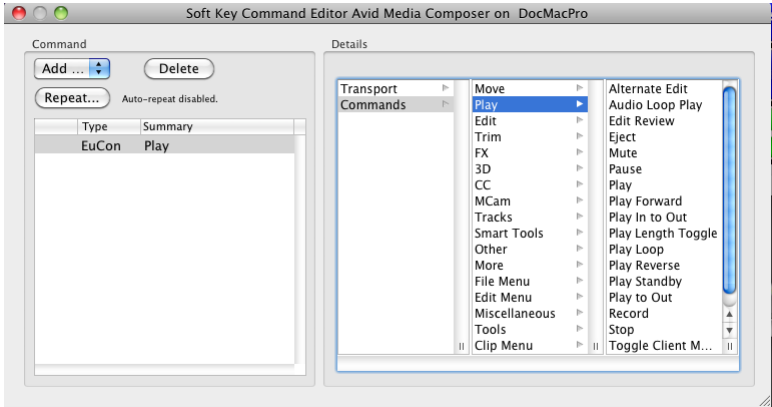 Soft Key Command Editor Avid Media Composer on DocMacPro
Command
Add ...
Delete
Repeat...
Auto-repeat disabled.
Type Summary
EuCon Play
Details
Transport
Commands
Move
Play
Edit
Trim
FX
3D
CC
MCam
Tracks
Smart Tools
Other
More
File Menu
Edit Menu
Miscellaneous
Tools
Clip Menu
Alternate Edit
Audio Loop Play
Edit Review
Eject
Mute
Pause
Play
Play Forward
Play In to Out
Play Length Toggle
Play Loop
Play Reverse
Play Standby
Play to Out
Record
Stop
Toggle Client M...